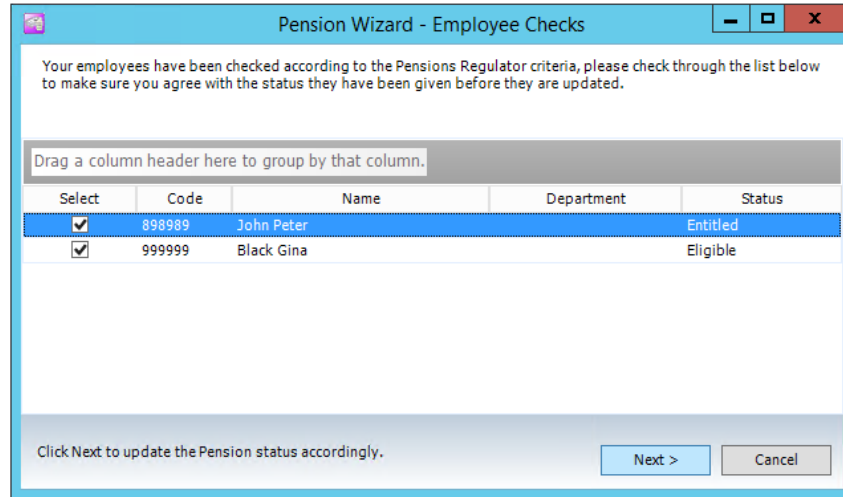 Pension Wizard - Employee Checks
Your employees have been checked according to the Pensions Regulator criteria, please check through the list below
to make sure you agree with the status they have been given before they are updated.
Drag a column header here to group by that column.
Select Code Name Department Status
898989 John Peter Entitled
999999 Black Gina Eligible
Click Next to update the Pension status accordingly.
Next > Cancel